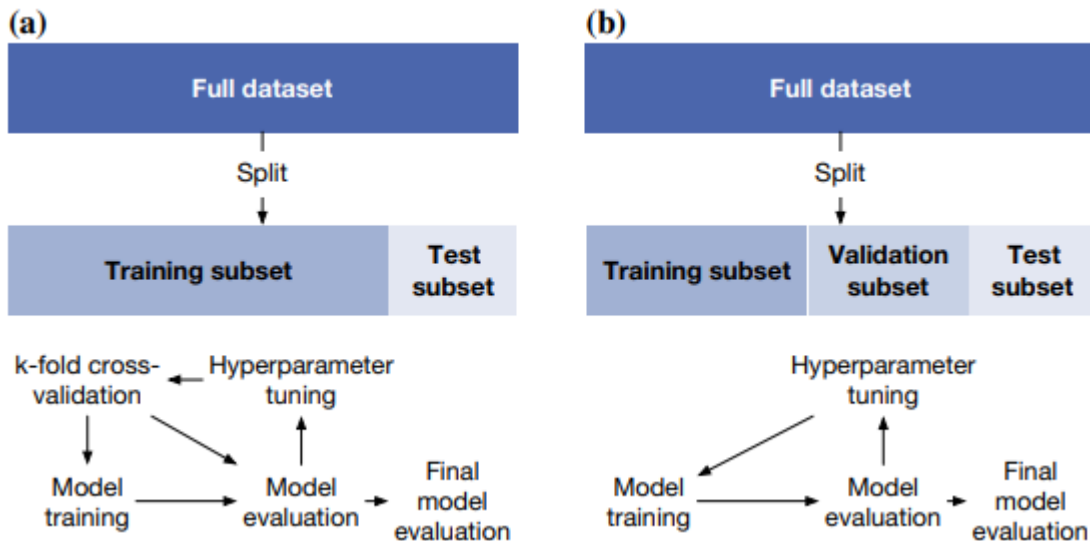 (a)
Full dataset
Split
Training subset
Test
subset
k-fold cross-
validation
Hyperparameter
tuning
Model
training
Model
evaluation
Final
model
evaluation
(b)
Full dataset
Split
Training subset
Validation
subset
Test
subset
Hyperparameter
tuning
Model
training
Model
evaluation
Final
model
evaluation